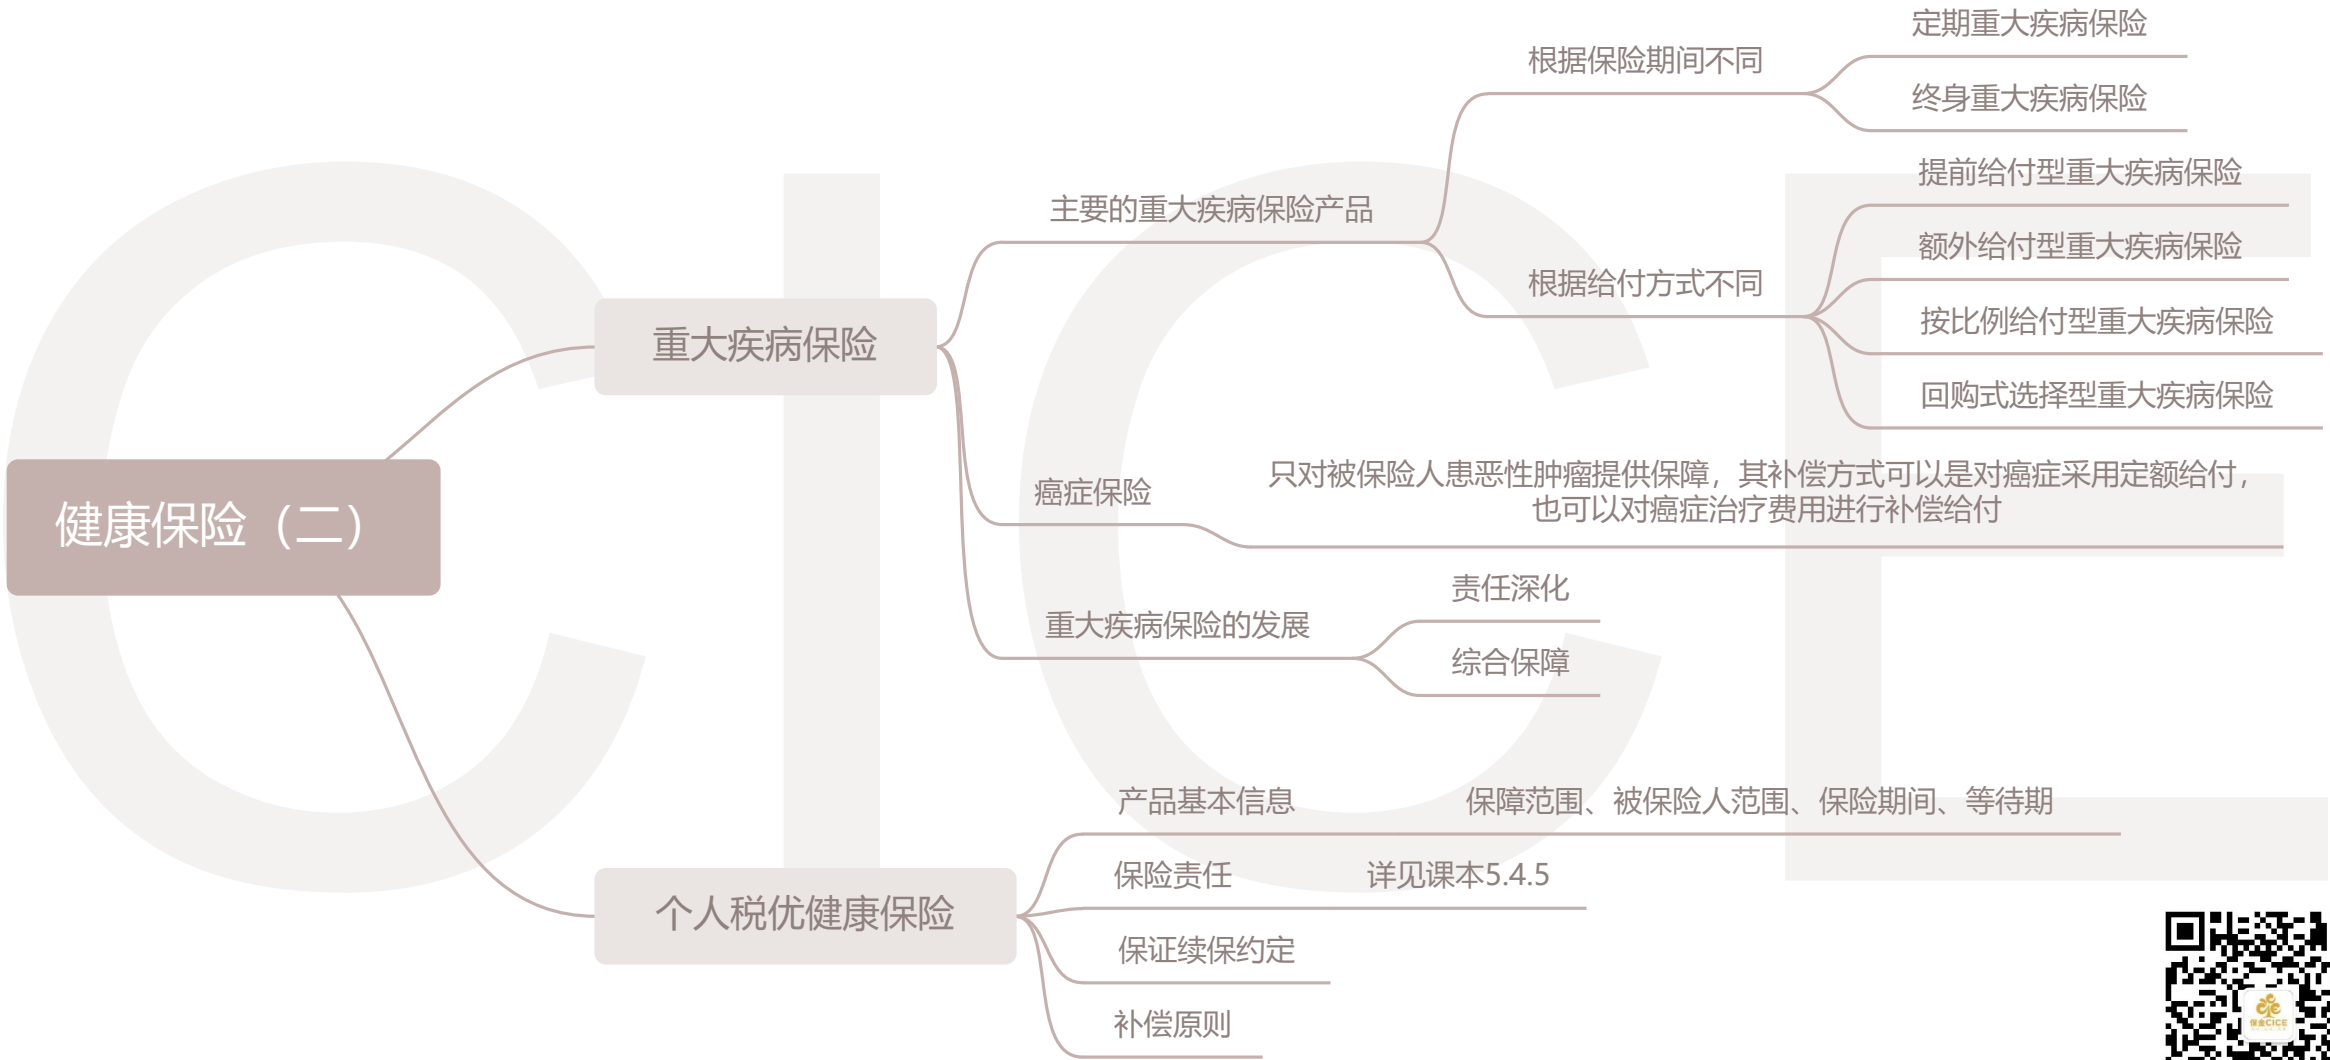 健康保险（二）
重大疾病保险
主要的重大疾病保险产品
根据保险期间不同
定期重大疾病保险
终身重大疾病保险
根据给付方式不同
提前给付型重大疾病保险
额外给付型重大疾病保险
按比例给付型重大疾病保险
回购式选择型重大疾病保险
癌症保险
只对被保险人患恶性肿瘤提供保障，其补偿方式可以是对癌症采用定额给付，
也可以对癌症治疗费用进行补偿给付
重大疾病保险的发展
责任深化
综合保障
个人税优健康保险
产品基本信息
保障范围、被保险人范围、保险期间、等待期
保险责任
详见课本5.4.5
保证续保约定
补偿原则
CICE
保金CICE